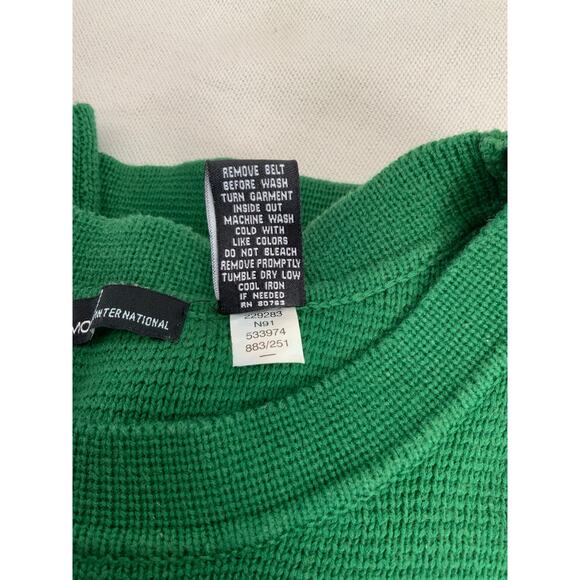 REMOVE BELT
BEFORE WASH
TURN GARMENT
INSIDE OUT
MACHINE WASH
COLD WITH
LIKE COLORS
DO NOT BLEACH
REMOVE PROMPTLY
TUMBLE DRY LOW
COOL IRON
IF NEEDED
RN 80763
229283
N91
533974
883/251
INTERNATIONAL